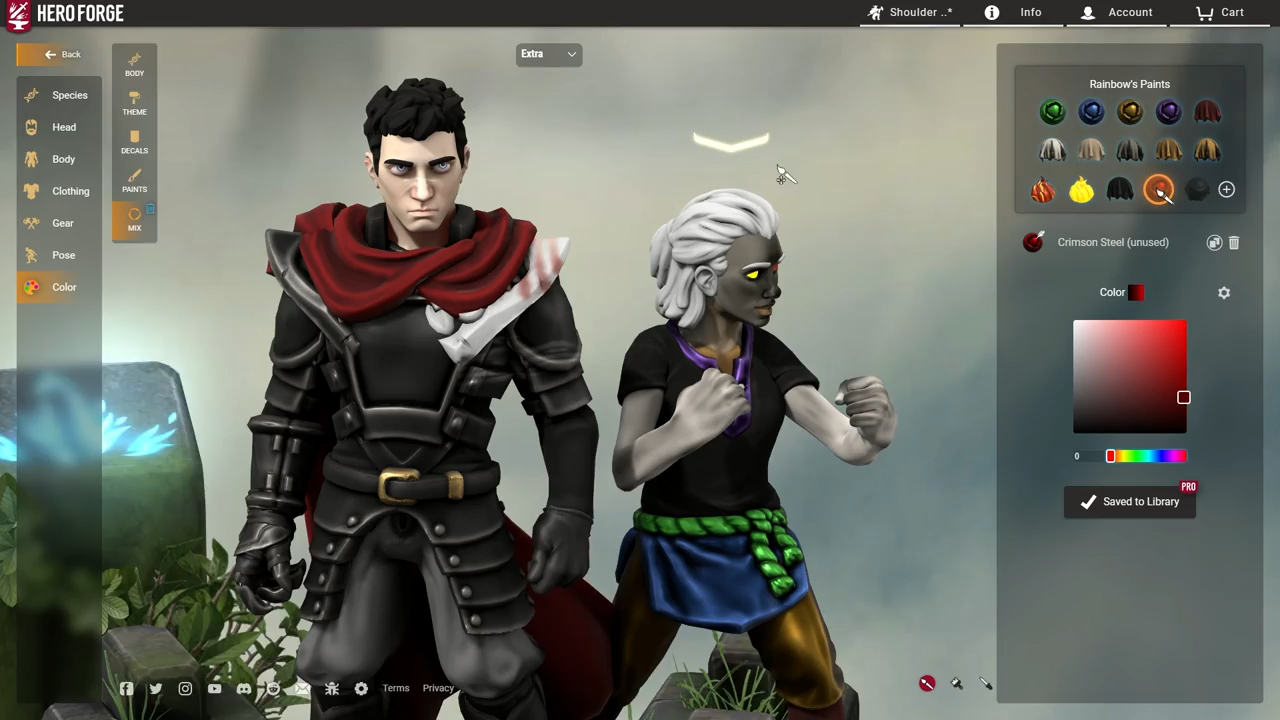 HERO FORGE
Shoulder ..*
Info
Account
Cart
Back
Extra
Species
Head
Body
Clothing
Gear
Pose
Color
BODY
THEME
DECALS
PAINTS
MIX
Rainbow's Paints
Crimson Steel (unused)
Color
0
PRO
Saved to Library
Terms
Privacy